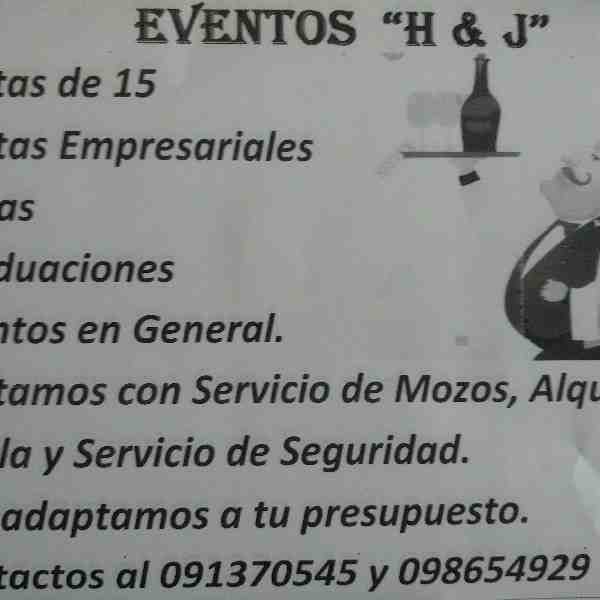 EVENTOS “H & J”
tas de 15
tas Empresariales
as
duaciones
ntos en General.
tamos con Servicio de Mozos, Alqu
la y Servicio de Seguridad.
adaptamos a tu presupuesto.
tactos al 091370545 y 098654929